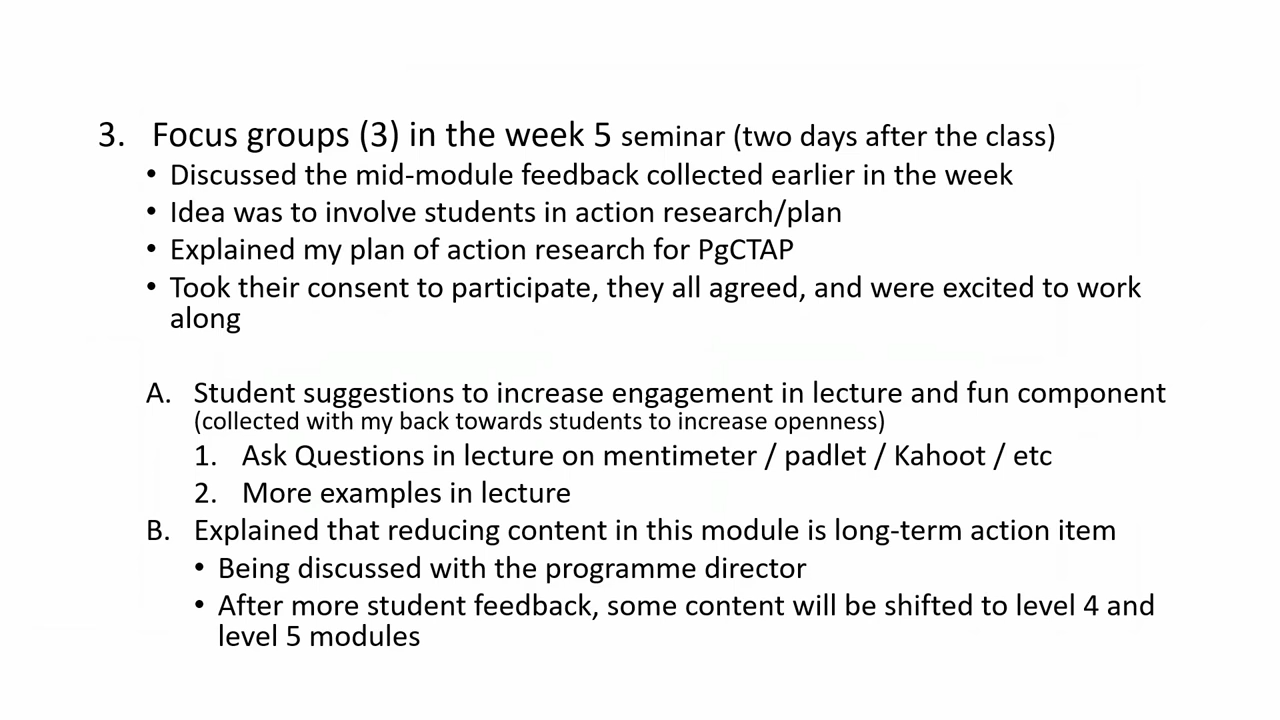 3. Focus groups (3) in the week 5 seminar (two days after the class)
• Discussed the mid-module feedback collected earlier in the week
• Idea was to involve students in action research/plan
• Explained my plan of action research for PgCTAP
• Took their consent to participate, they all agreed, and were excited to work
along
A. Student suggestions to increase engagement in lecture and fun component
(collected with my back towards students to increase openness)
1. Ask Questions in lecture on mentimeter / padlet / Kahoot / etc
2. More examples in lecture
B. Explained that reducing content in this module is long-term action item
• Being discussed with the programme director
• After more student feedback, some content will be shifted to level 4 and
level 5 modules